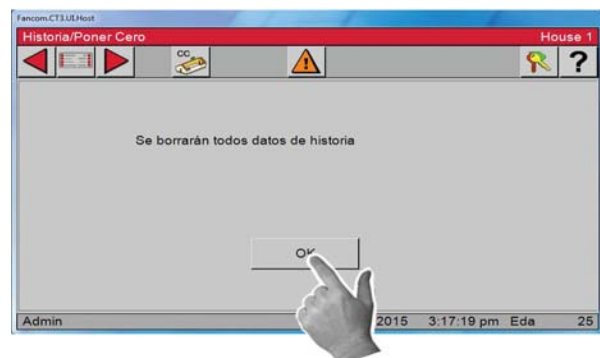 Fancom.CT3.UI.Host
Historia/Poner Cero House 1
CC
?
Se borrarán todos datos de historia
OK
Admin 2015 3:17:19 pm Eda 25